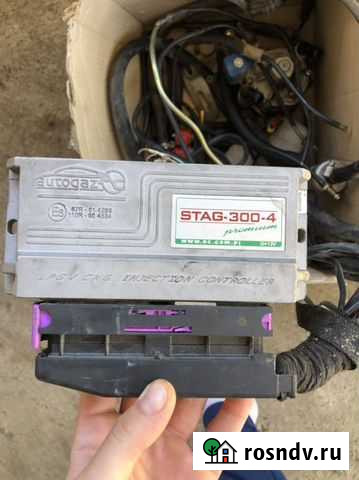 autogaz
E8
67R-01 4289
110R-00 4334
STAG-300-4
premium
www.ac.com.pl
LPG / CNG INJECTION CONTROLLER
rosndv.ru